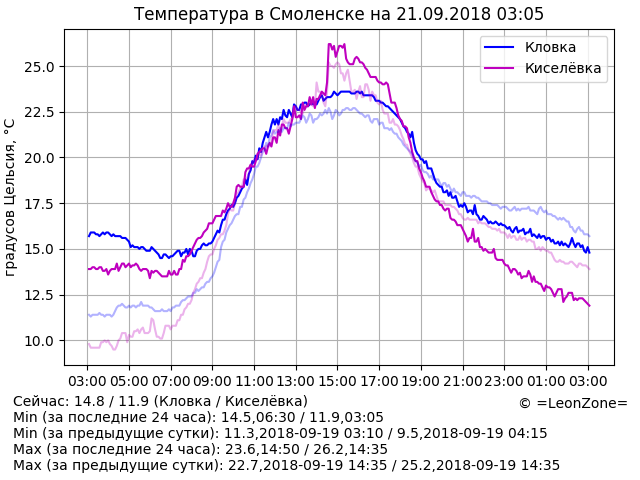 Температура в Смоленске на 21.09.2018 03:05
Кловка
Киселёвка
градусов Цельсия, °C
25.0
22.5
20.0
17.5
15.0
12.5
10.0
03:00 05:00 07:00 09:00 11:00 13:00 15:00 17:00 19:00 21:00 23:00 01:00 03:00
Сейчас: 14.8 / 11.9 (Кловка / Киселёвка)
© =LeonZone=
Min (за последние 24 часа): 14.5,06:30 / 11.9,03:05
Min (за предыдущие сутки): 11.3,2018-09-19 03:10 / 9.5,2018-09-19 04:15
Max (за последние 24 часа): 23.6,14:50 / 26.2,14:35
Max (за предыдущие сутки): 22.7,2018-09-19 14:35 / 25.2,2018-09-19 14:35